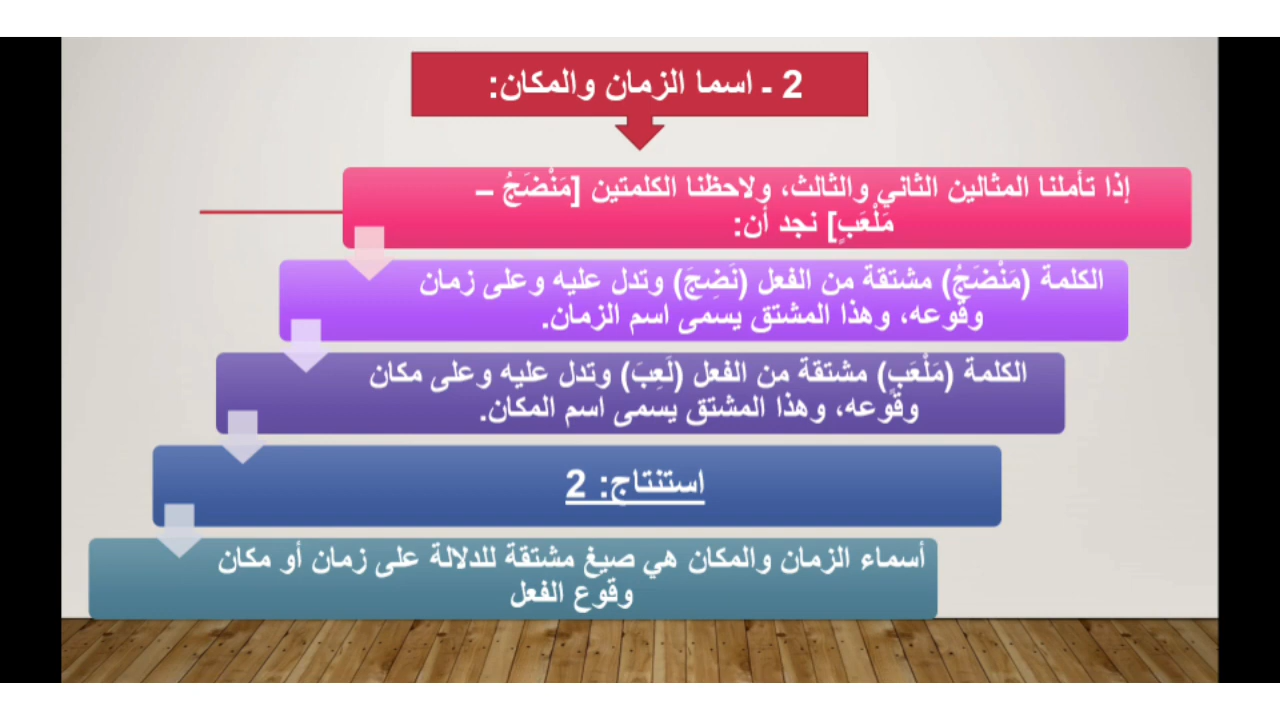 2 ـ اسما الزمان والمكان:
إذا تأملنا المثالين الثاني والثالث، ولاحظنا الكلمتين [مَنْضَجُ –
مَلْعَبٍ] نجد أن:
الكلمة (مَنْضَجُ) مشتقة من الفعل (نَضِجَ) وتدل عليه وعلى زمان
وقوعه، وهذا المشتق يسمى اسم الزمان.
الكلمة (مَلْعَبٍ) مشتقة من الفعل (لَعِبَ) وتدل عليه وعلى مكان
وقوعه، وهذا المشتق يسمى اسم المكان.
استنتاج: 2
أسماء الزمان والمكان هي صيغ مشتقة للدلالة على زمان أو مكان
وقوع الفعل